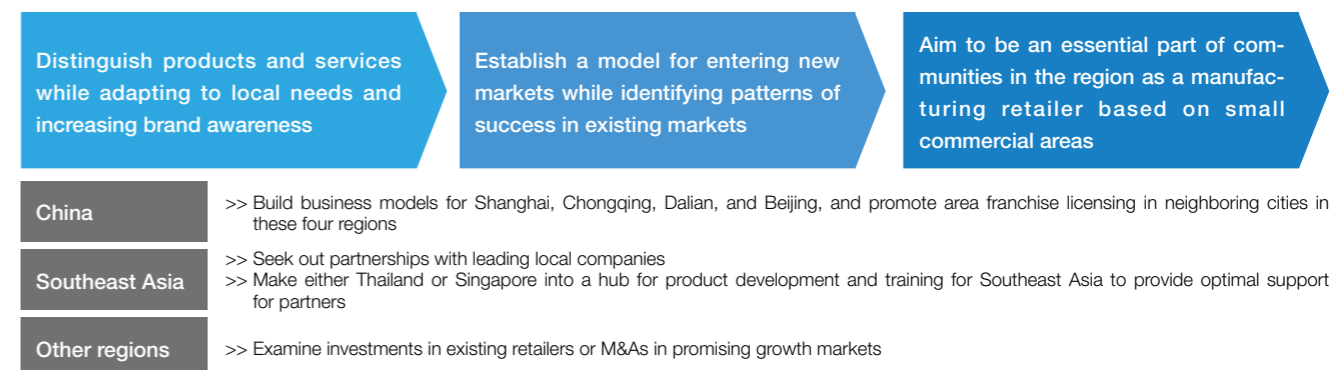 Distinguish products and services
while adapting to local needs and
increasing brand awareness
Establish a model for entering new
markets while identifying patterns of
success in existing markets
Aim to be an essential part of com-
munities in the region as a manufac-
turing retailer based on small
commercial areas
China
>> Build business models for Shanghai, Chongqing, Dalian, and Beijing, and promote area franchise licensing in neighboring cities in
these four regions
Southeast Asia
>> Seek out partnerships with leading local companies
>> Make either Thailand or Singapore into a hub for product development and training for Southeast Asia to provide optimal support
for partners
Other regions
>> Examine investments in existing retailers or M&As in promising growth markets